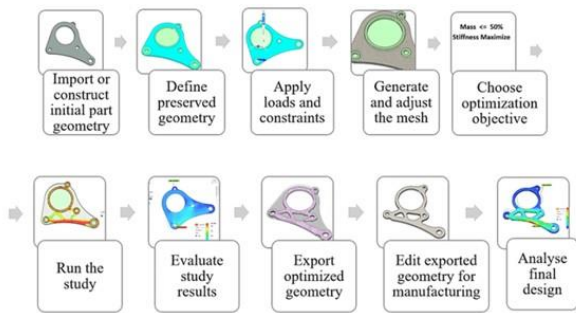 Import or
construct
initial part
geometry
Define
preserved
geometry
Apply
loads and
constraints
Generate
and adjust
the mesh
Mass <= 50%
Stiffness Maximize
Choose
optimization
objective
Run the
study
Evaluate
study
results
Export
optimized
geometry
Edit exported
geometry for
manufacturing
Analyse
final
design